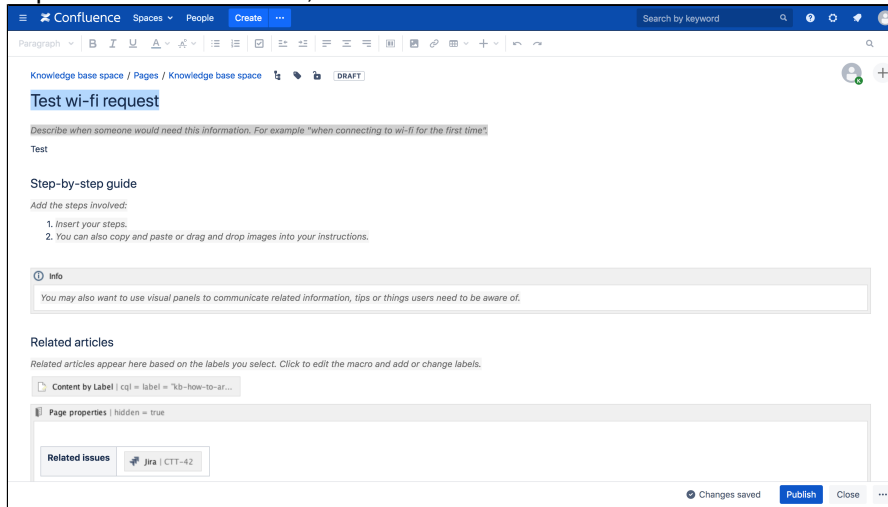 Confluence Spaces People Create ... Search by keyword
Paragraph B I U A
Knowledge base space / Pages / Knowledge base space DRAFT
Test wi-fi request
Describe when someone would need this information. For example "when connecting to wi-fi for the first time".
Test
Step-by-step guide
Add the steps involved:
1. Insert your steps.
2. You can also copy and paste or drag and drop images into your instructions.
Info
You may also want to use visual panels to communicate related information, tips or things users need to be aware of.
Related articles
Related articles appear here based on the labels you select. Click to edit the macro and add or change labels.
Content by Label | cql = label = "kb-how-to-ar...
Page properties | hidden = true
Related issues Jira | CTT-42
Changes saved Publish Close ...